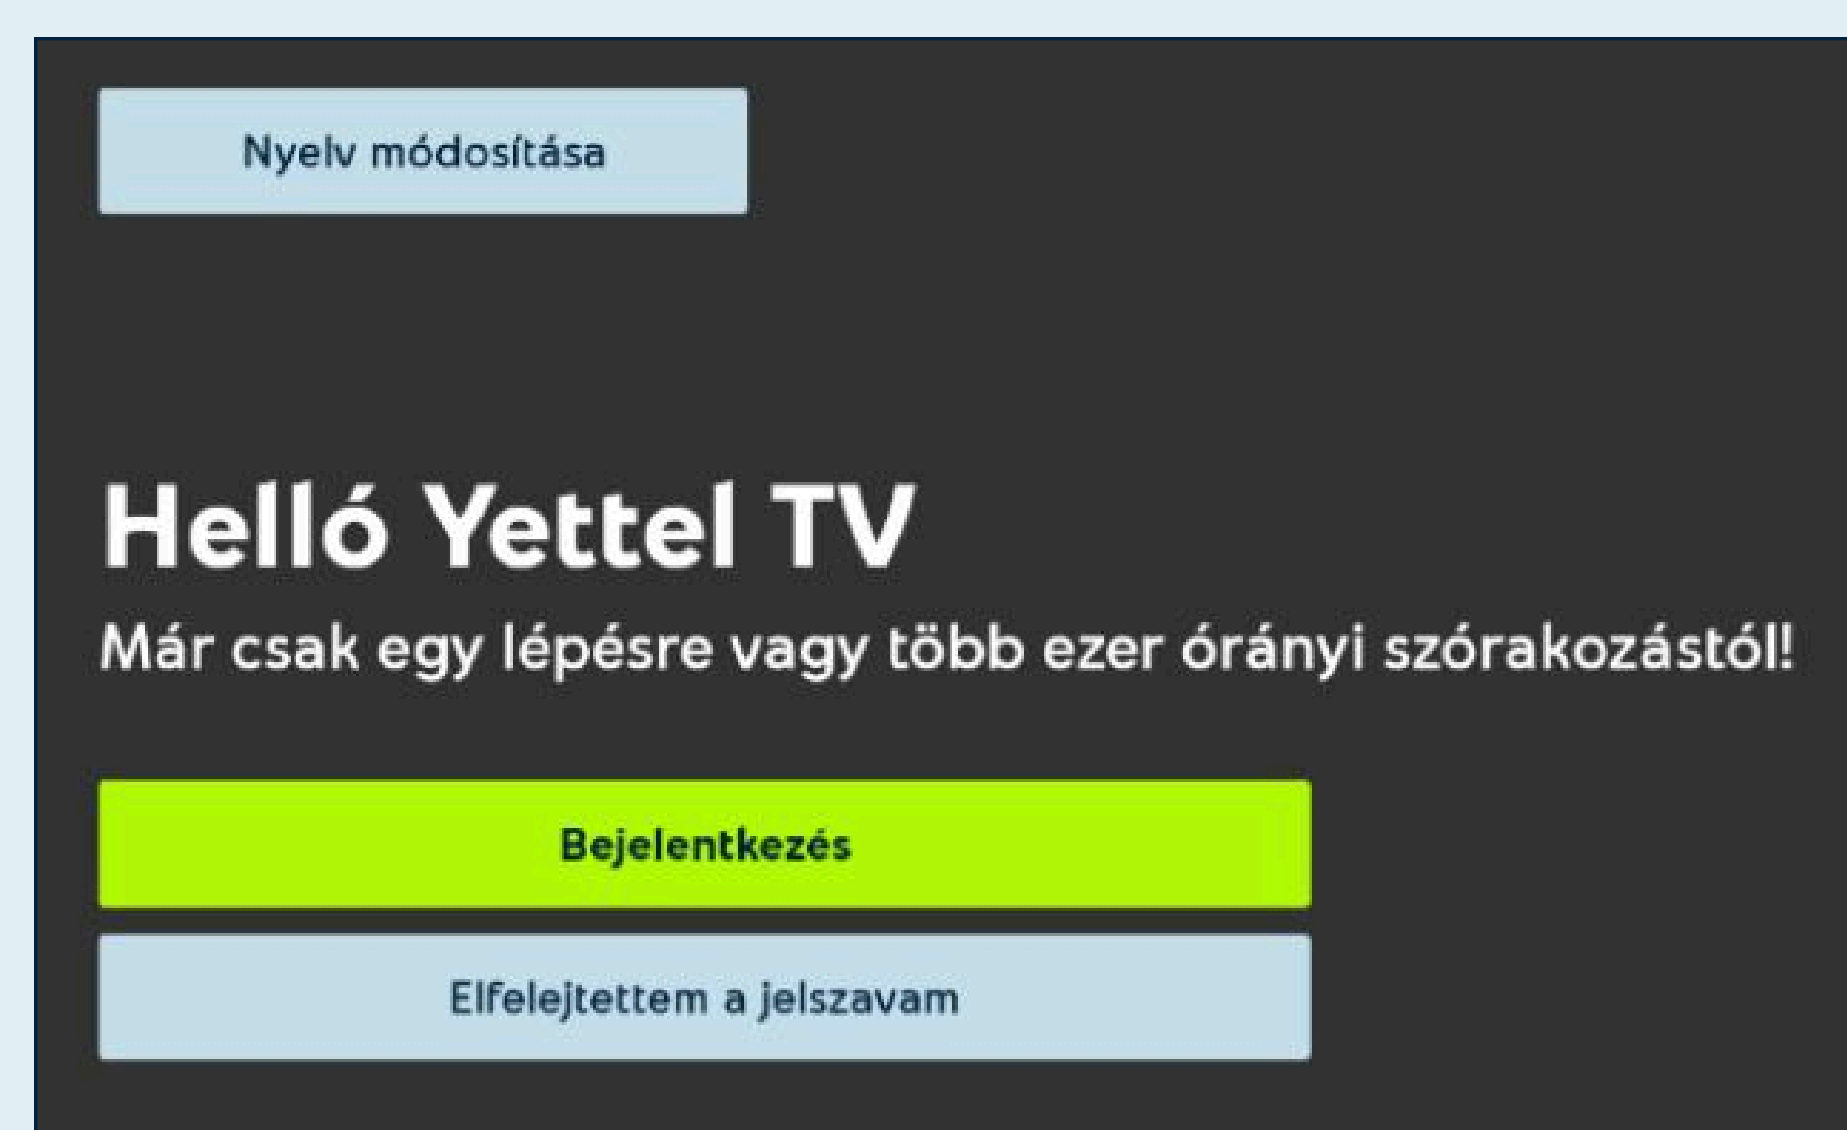 Nyelv módosítása
Helló Yettel TV
Már csak egy lépésre vagy több ezer órányi szórakozástól!
Bejelentkezés
Elfelejtettem a jelszavam